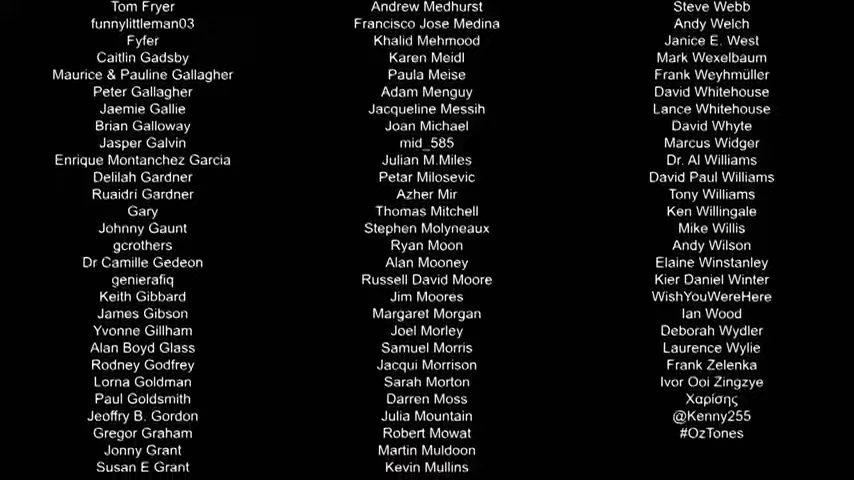 Tom Fryer
funnylittleman03
Fyfer
Caitlin Gadsby
Maurice & Pauline Gallagher
Peter Gallagher
Jaemie Gallie
Brian Galloway
Jasper Galvin
Enrique Montanchez Garcia
Delilah Gardner
Ruaidrí Gardner
Gary
Johnny Gaunt
gcrothers
Dr Camille Gedeon
genierafiq
Keith Gibbard
James Gibson
Yvonne Gillham
Alan Boyd Glass
Rodney Godfrey
Lorna Goldman
Paul Goldsmith
Jeoffry B. Gordon
Gregor Graham
Jonny Grant
Susan E Grant
Andrew Medhurst
Francisco Jose Medina
Khalid Mehmood
Karen Meidl
Paula Meise
Adam Menguy
Jacqueline Messih
Joan Michael
mid_585
Julian M.Miles
Petar Milosevic
Azher Mir
Thomas Mitchell
Stephen Molyneaux
Ryan Moon
Alan Mooney
Russell David Moore
Jim Moores
Margaret Morgan
Joel Morley
Samuel Morris
Jacqui Morrison
Sarah Morton
Darren Moss
Julia Mountain
Robert Mowat
Martin Muldoon
Kevin Mullins
Steve Webb
Andy Welch
Janice E. West
Mark Wexelbaum
Frank Weyhmüller
David Whitehouse
Lance Whitehouse
David Whyte
Marcus Widger
Dr. Al Williams
David Paul Williams
Tony Williams
Ken Willingale
Mike Willis
Andy Wilson
Elaine Winstanley
Kier Daniel Winter
WishYouWereHere
Ian Wood
Deborah Wydler
Laurence Wylie
Frank Zelenka
Ivor Ooi Zingzye
Χαρίσης
@Kenny255
#OzTones